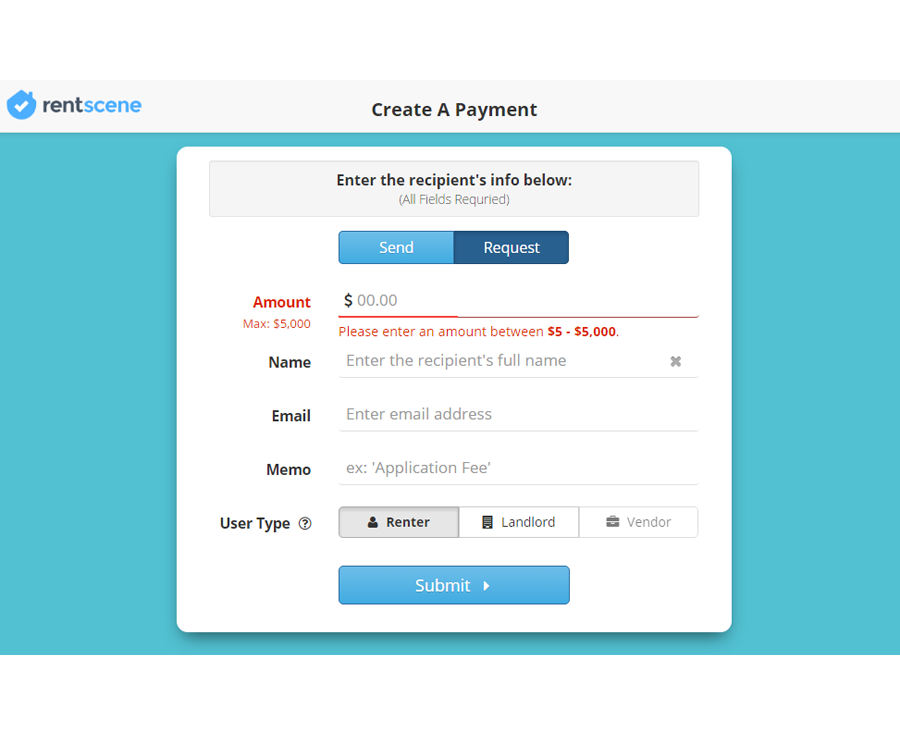 rentscene
Create A Payment
Enter the recipient's info below:
(All Fields Requried)
Send Request
Amount $ 00.00
Max: $5,000
Please enter an amount between $5 - $5,000.
Name Enter the recipient's full name
Email Enter email address
Memo ex: 'Application Fee'
User Type Renter Landlord Vendor
Submit